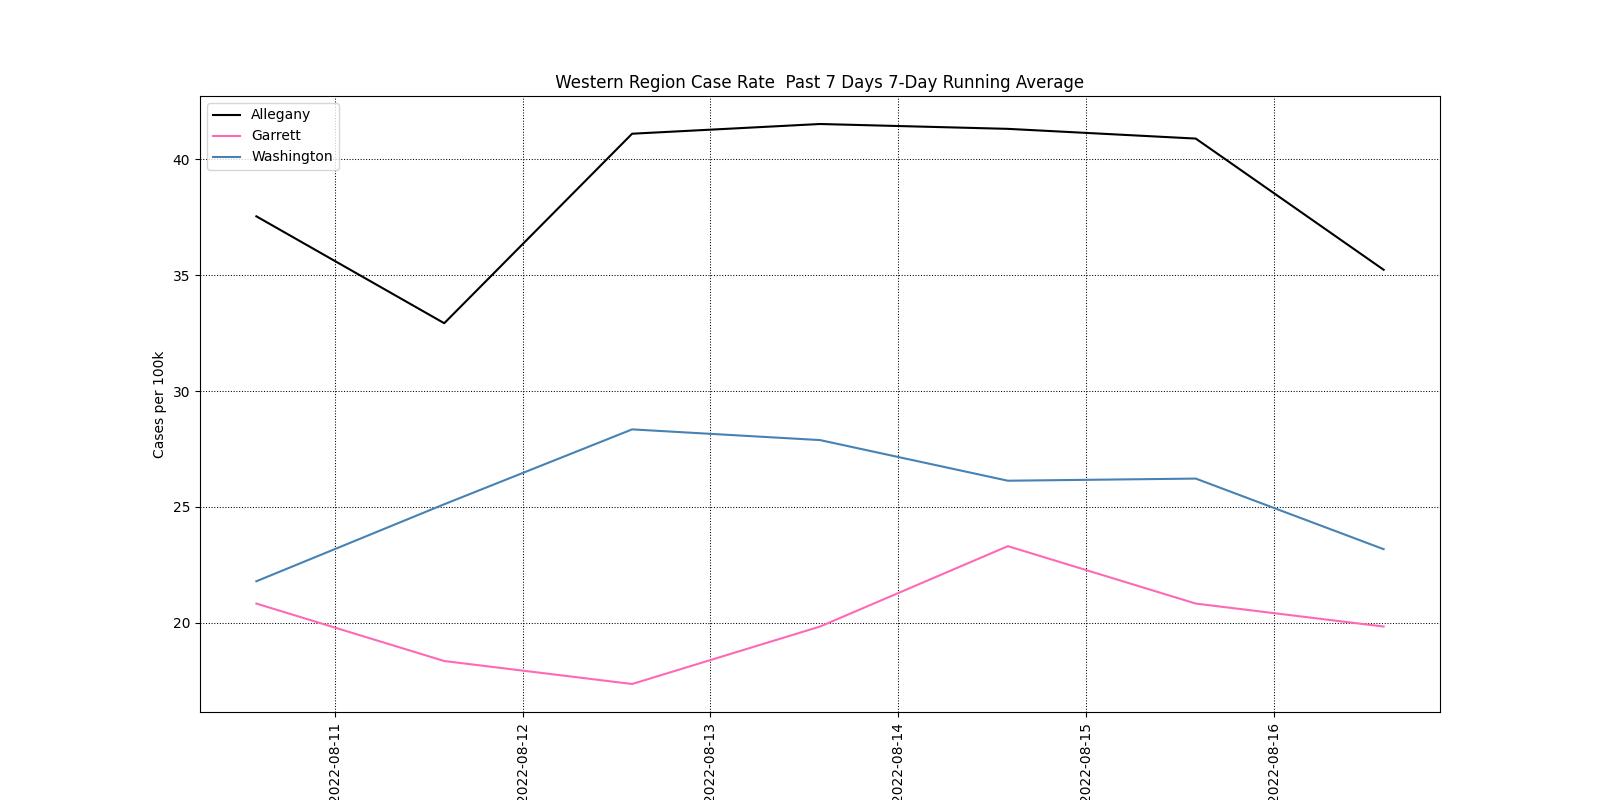 Western Region Case Rate  Past 7 Days 7-Day Running Average
Allegany
Garrett
Washington
Cases per 100k
40
35
30
25
20
2022-08-11
2022-08-12
2022-08-13
2022-08-14
2022-08-15
2022-08-16